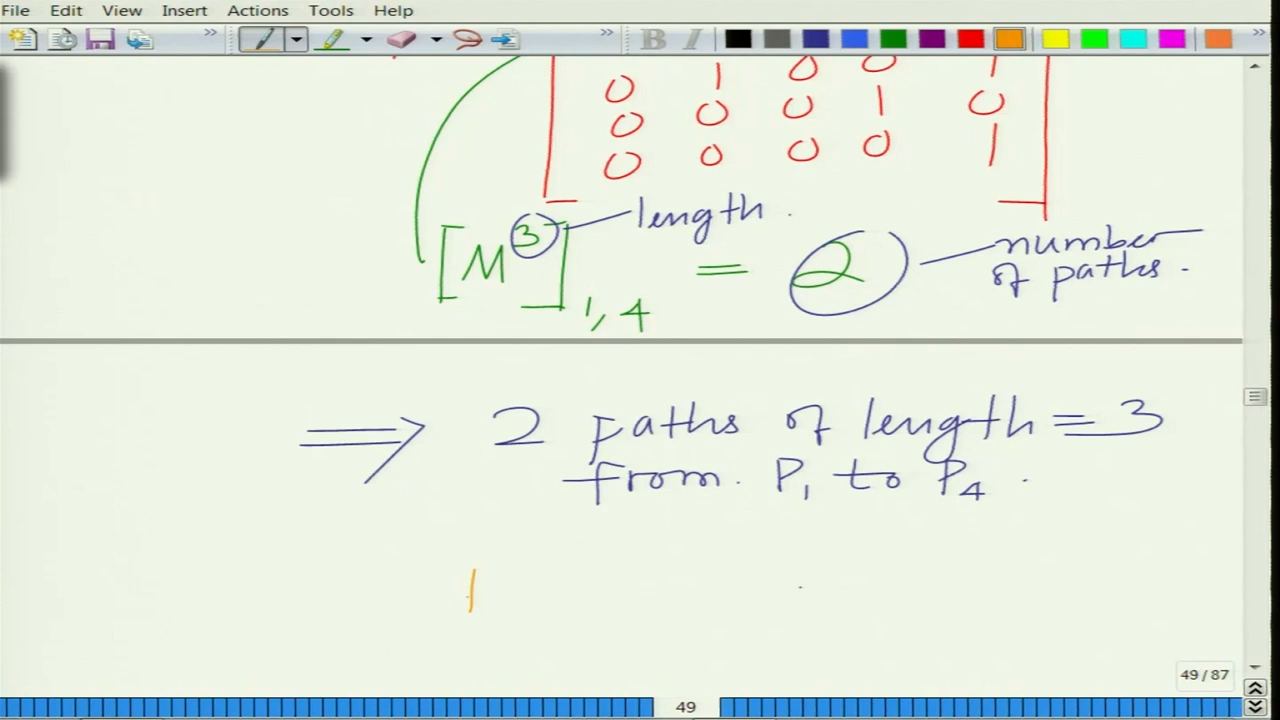 File Edit View Insert Actions Tools Help
B I
0 1 0 0 1
0 0 0 1 0
0 0 0 0 1
length.
[M^3]_{1,4} = 2 number
of paths.
⟹ 2 paths of length = 3
from. P_1 to P_4.
49 / 87
49